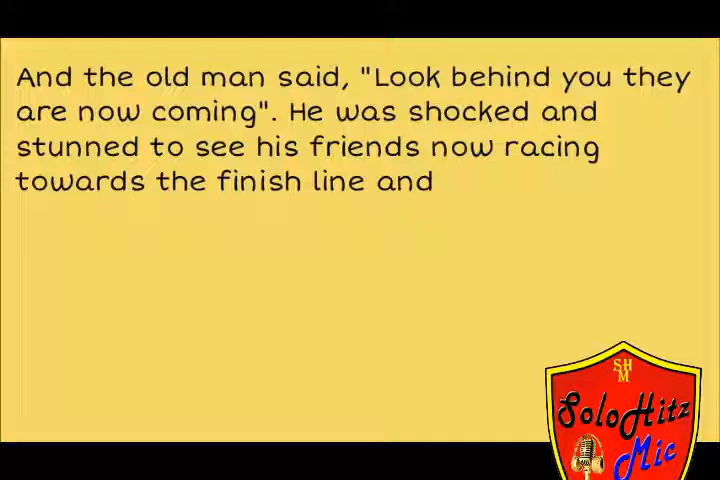 And the old man said, "Look behind you they
are now coming". He was shocked and
stunned to see his friends now racing
towards the finish line and
SH
M
SoloHitz
Mic